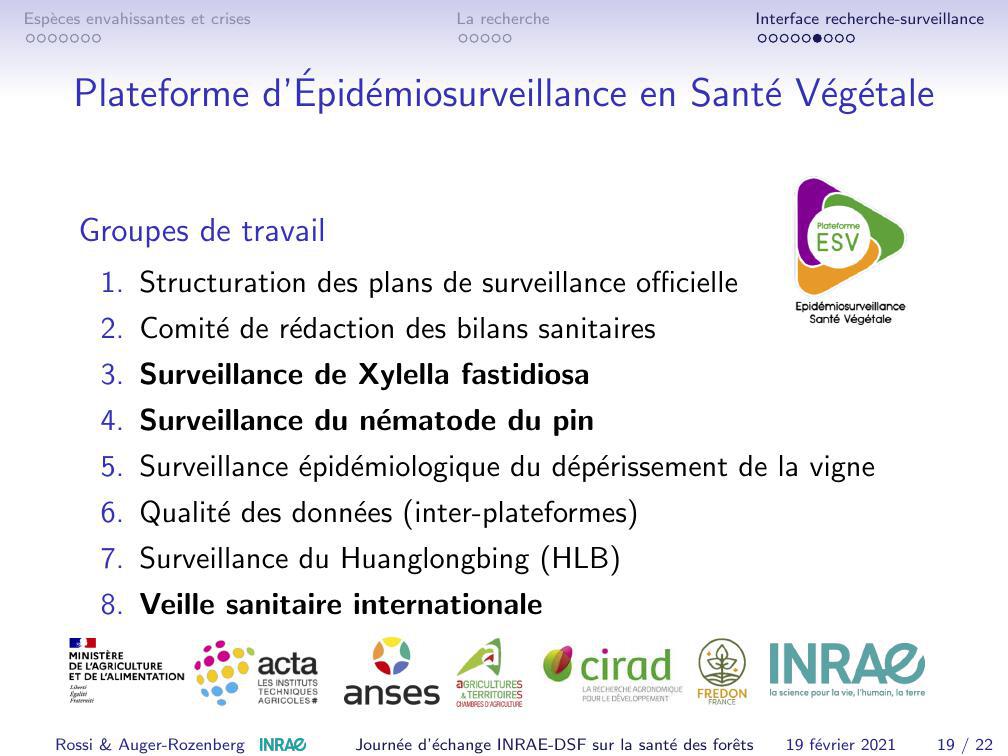 Espèces envahissantes et crises La recherche Interface recherche-surveillance
Plateforme d'Épidémiosurveillance en Santé Végétale
Plateforme
ESV
Epidémiosurveillance
Santé Végétale
Groupes de travail
1. Structuration des plans de surveillance officielle
2. Comité de rédaction des bilans sanitaires
3. Surveillance de Xylella fastidiosa
4. Surveillance du nématode du pin
5. Surveillance épidémiologique du dépérissement de la vigne
6. Qualité des données (inter-plateformes)
7. Surveillance du Huanglongbing (HLB)
8. Veille sanitaire internationale
MINISTÈRE
DE L'AGRICULTURE
ET DE L'ALIMENTATION
Liberté
Égalité
Fraternité
acta
LES INSTITUTS
TECHNIQUES
AGRICOLES#
anses
aGRICULTURES
&TERRITOIRES
CHAMBRES D'AGRICULTURE
cirad
LA RECHERCHE AGRONOMIQUE
POUR LE DÉVELOPPEMENT
FREDON
FRANCE
INRAE
la science pour la vie, l'humain, la terre
Rossi & Auger-Rozenberg INRAE Journée d'échange INRAE-DSF sur la santé des forêts 19 février 2021 19 / 22